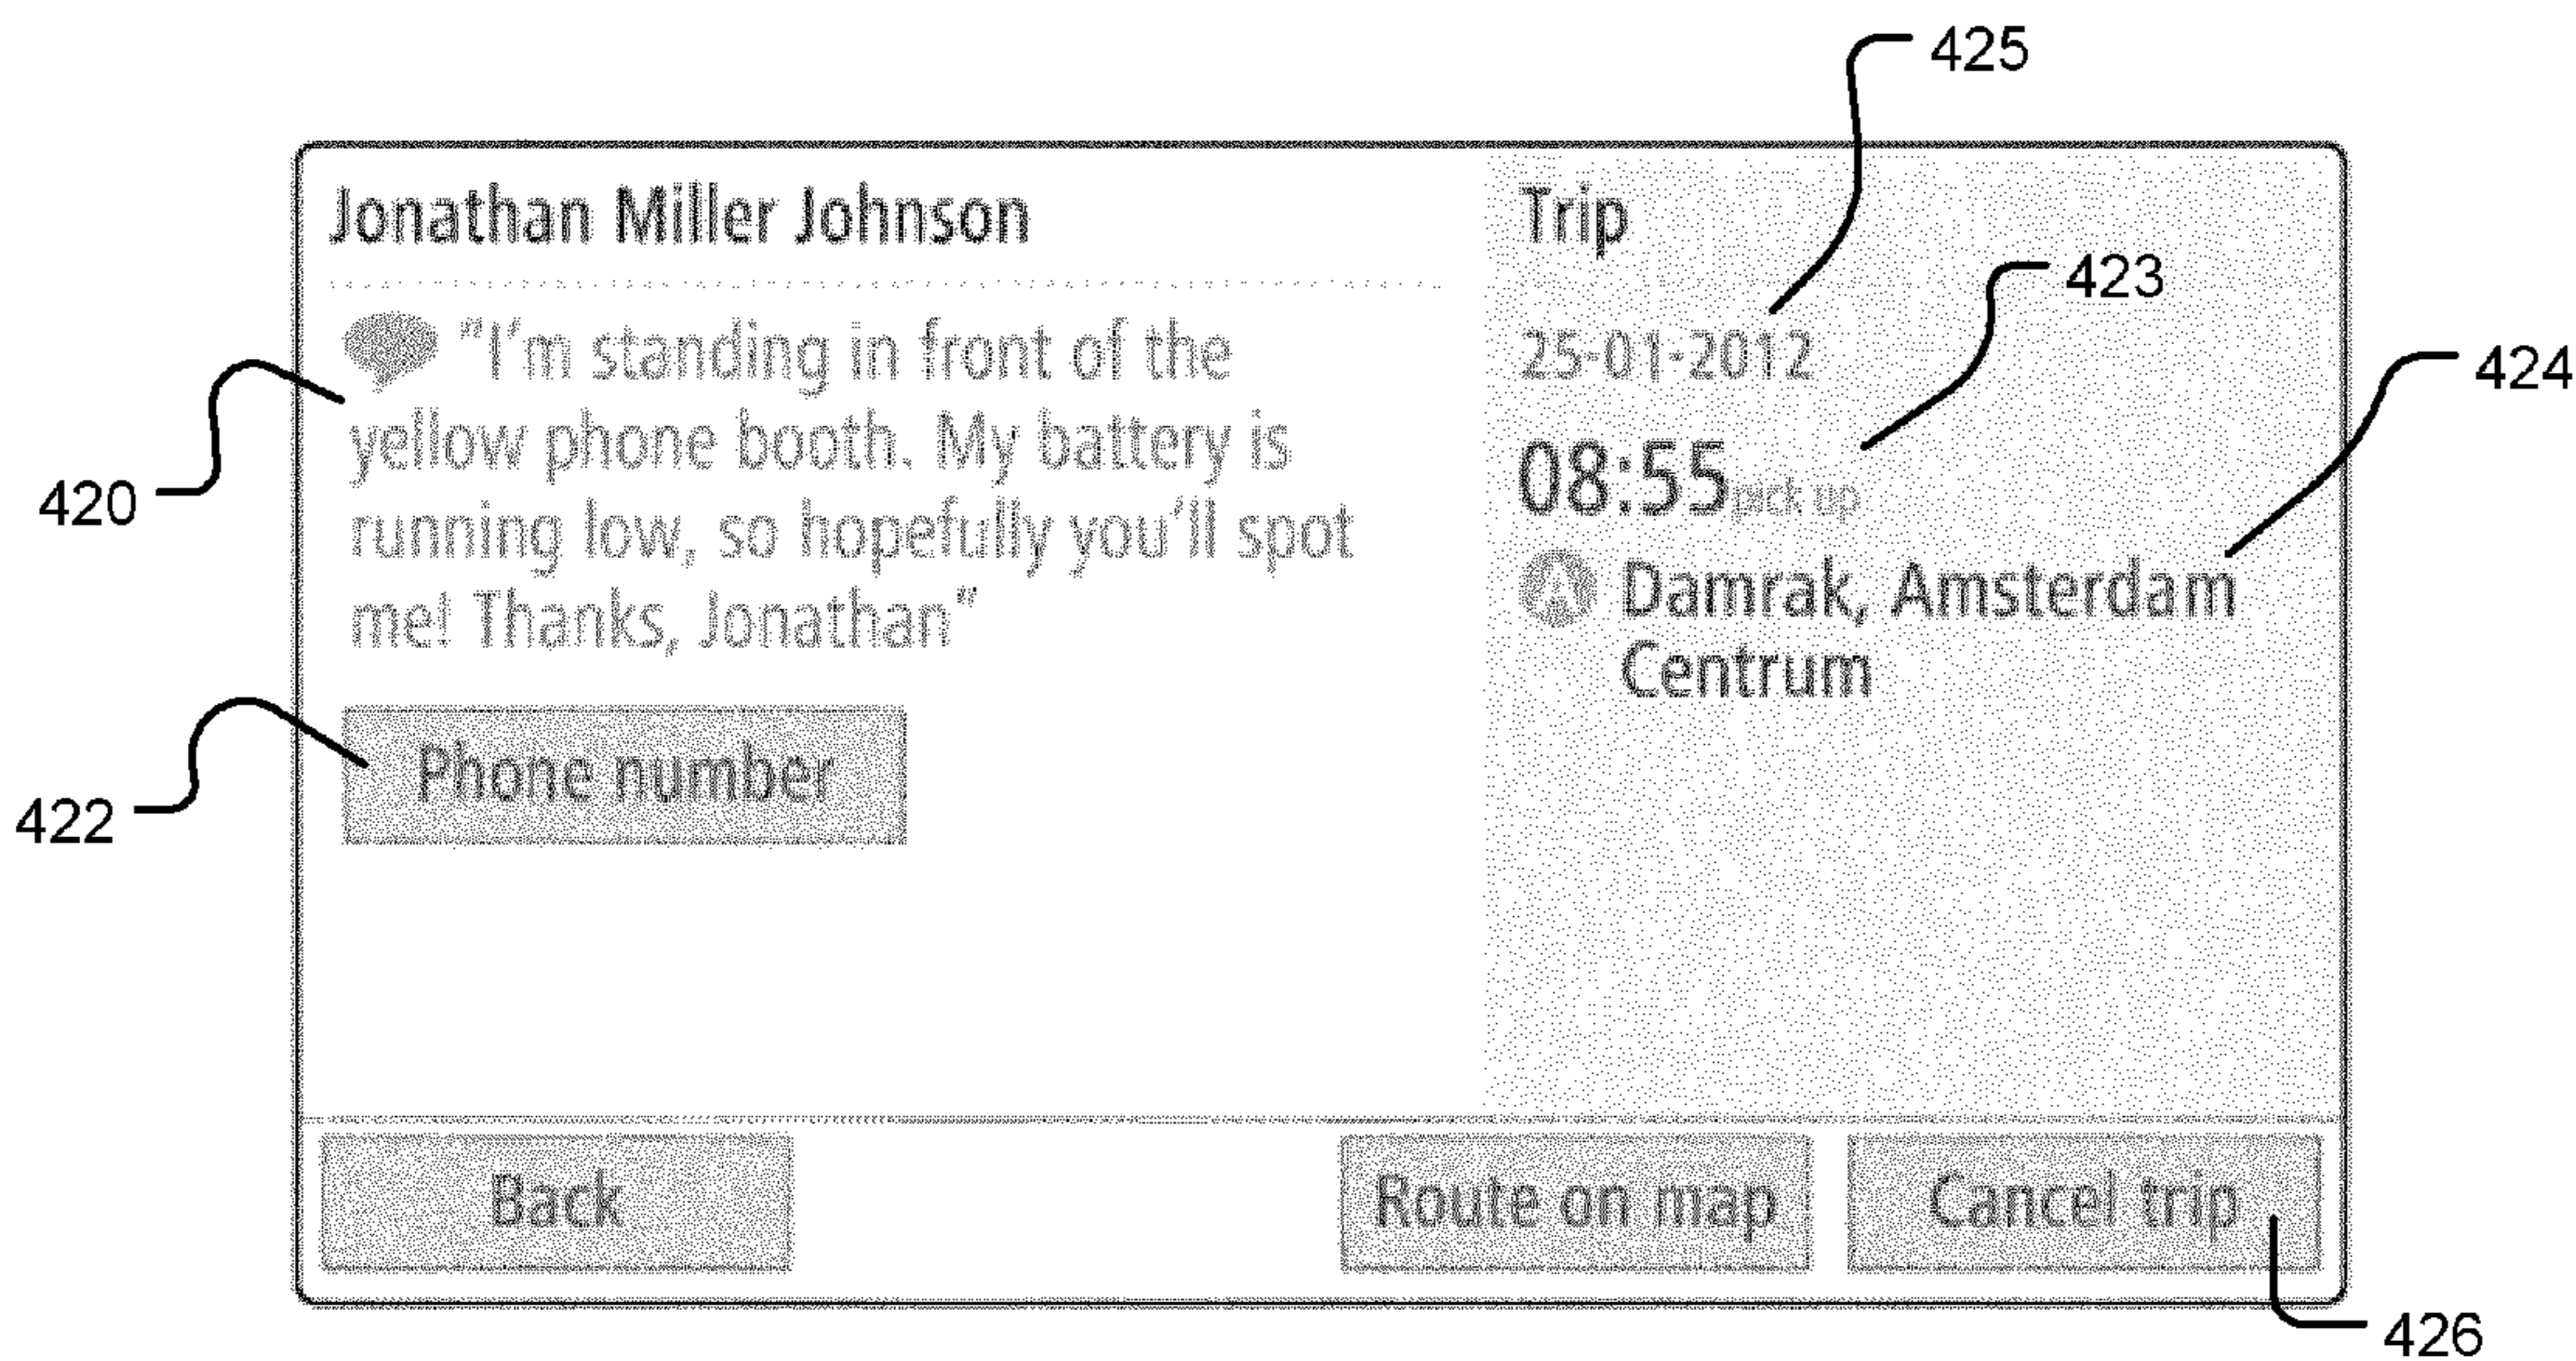 425
Jonathan Miller Johnson
Trip
423
"I'm standing in front of the
25-01-2012
424
yellow phone booth. My battery is
08:55 pick up
420
running low, so hopefully you'll spot
Damrak, Amsterdam
A
me! Thanks, Jonathan"
Centrum
Phone number
422
Back
Route on map
Cancel trip
426